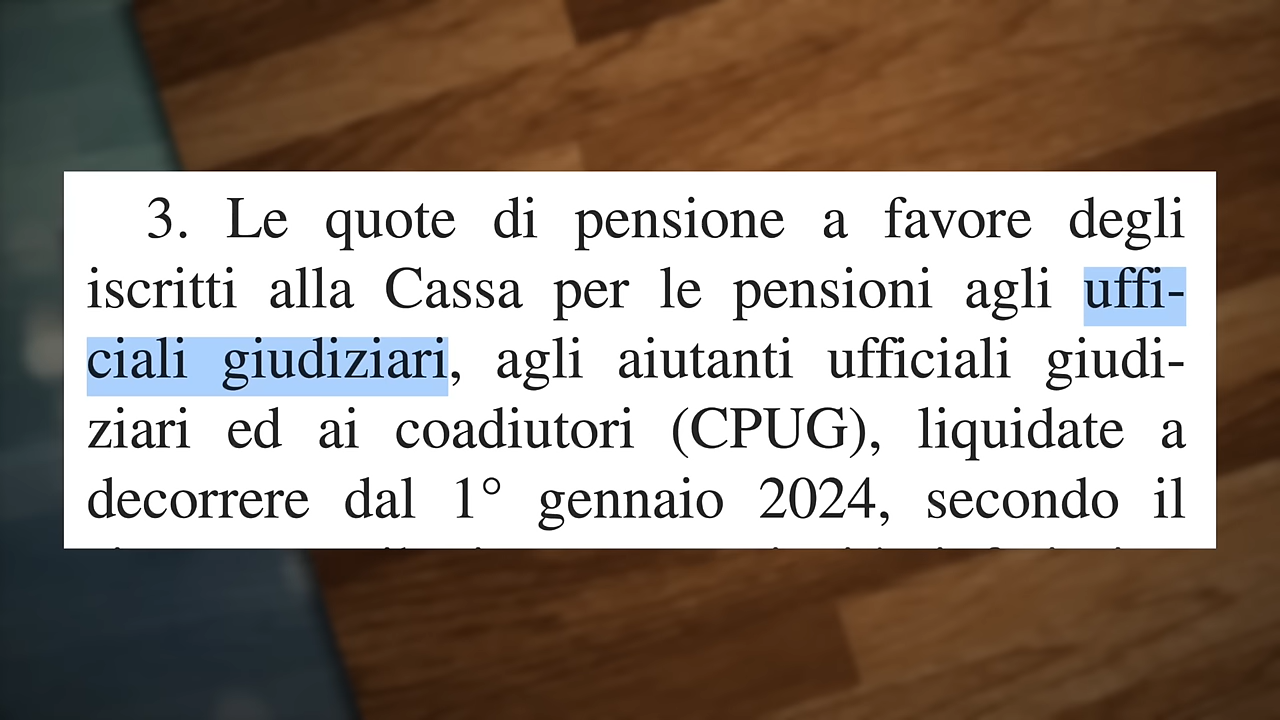 3. Le quote di pensione a favore degli
iscritti alla Cassa per le pensioni agli uffi-
ciali giudiziari, agli aiutanti ufficiali giudi-
ziari ed ai coadiutori (CPUG), liquidate a
decorrere dal 1° gennaio 2024, secondo il